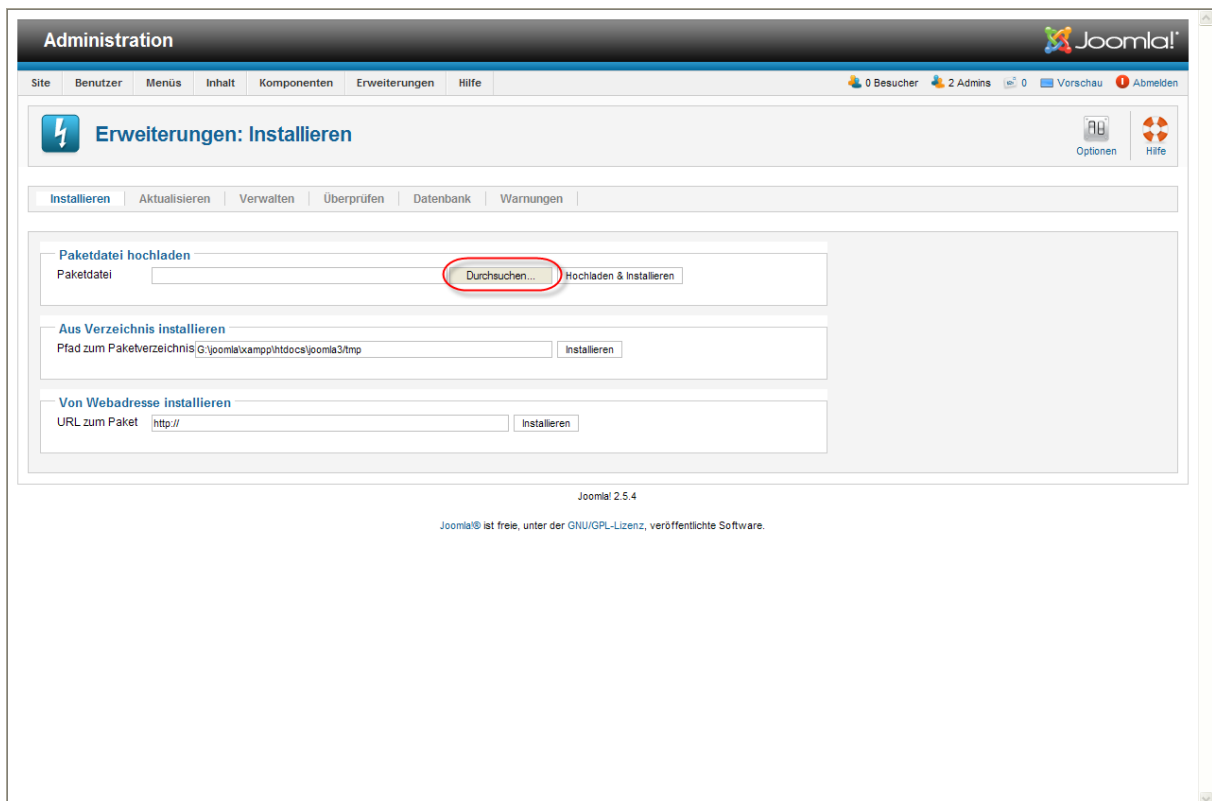 Administration
Joomla!
Site Benutzer Menüs Inhalt Komponenten Erweiterungen Hilfe 0 Besucher 2 Admins 0 Vorschau Abmelden
Erweiterungen: Installieren
Optionen Hilfe
Installieren Aktualisieren Verwalten Überprüfen Datenbank Warnungen
Paketdatei hochladen
Paketdatei Durchsuchen... Hochladen & Installieren
Aus Verzeichnis installieren
Pfad zum Paketverzeichnis G:\joomla\xampp\htdocs\joomla3/tmp Installieren
Von Webadresse installieren
URL zum Paket http:// Installieren
Joomla! 2.5.4
Joomla!® ist freie, unter der GNU/GPL-Lizenz, veröffentlichte Software.